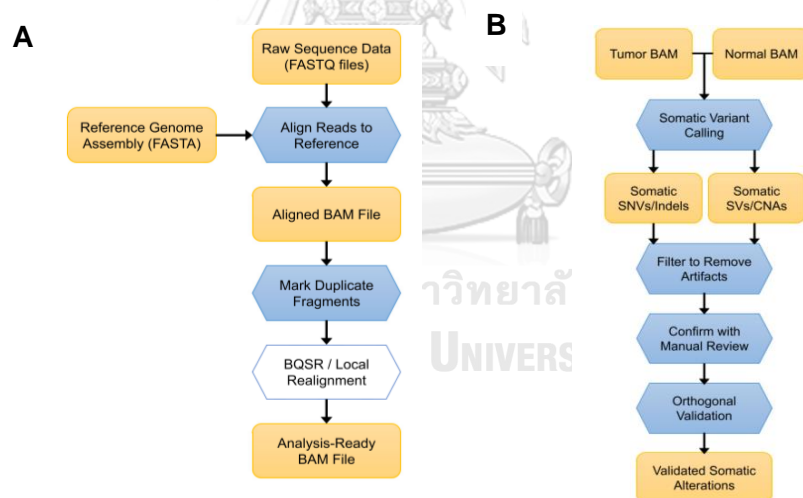 A
Raw Sequence Data
(FASTQ files)
Reference Genome
Assembly (FASTA)
Align Reads to
Reference
Aligned BAM File
Mark Duplicate
Fragments
BQSR / Local
Realignment
Analysis-Ready
BAM File
B
Tumor BAM
Normal BAM
Somatic Variant
Calling
Somatic
SNVs/Indels
Somatic
SVs/CNAs
Filter to Remove
Artifacts
Confirm with
Manual Review
Orthogonal
Validation
Validated Somatic
Alterations
าวิทยาลั
UNIVERS